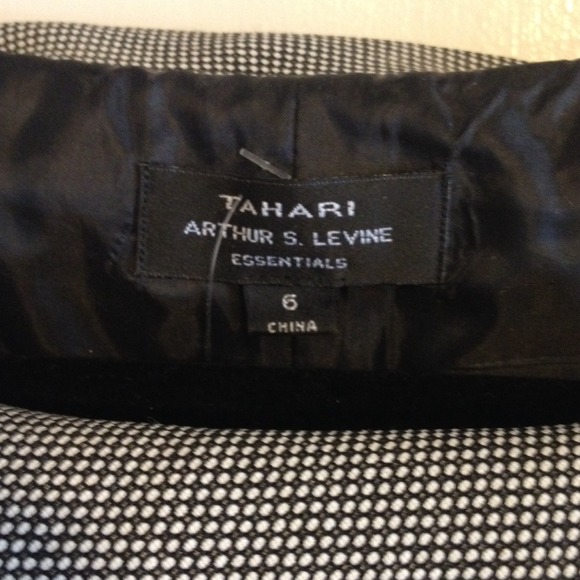 TAHARI
ARTHUR S. LEVINE
ESSENTIALS
6
CHINA